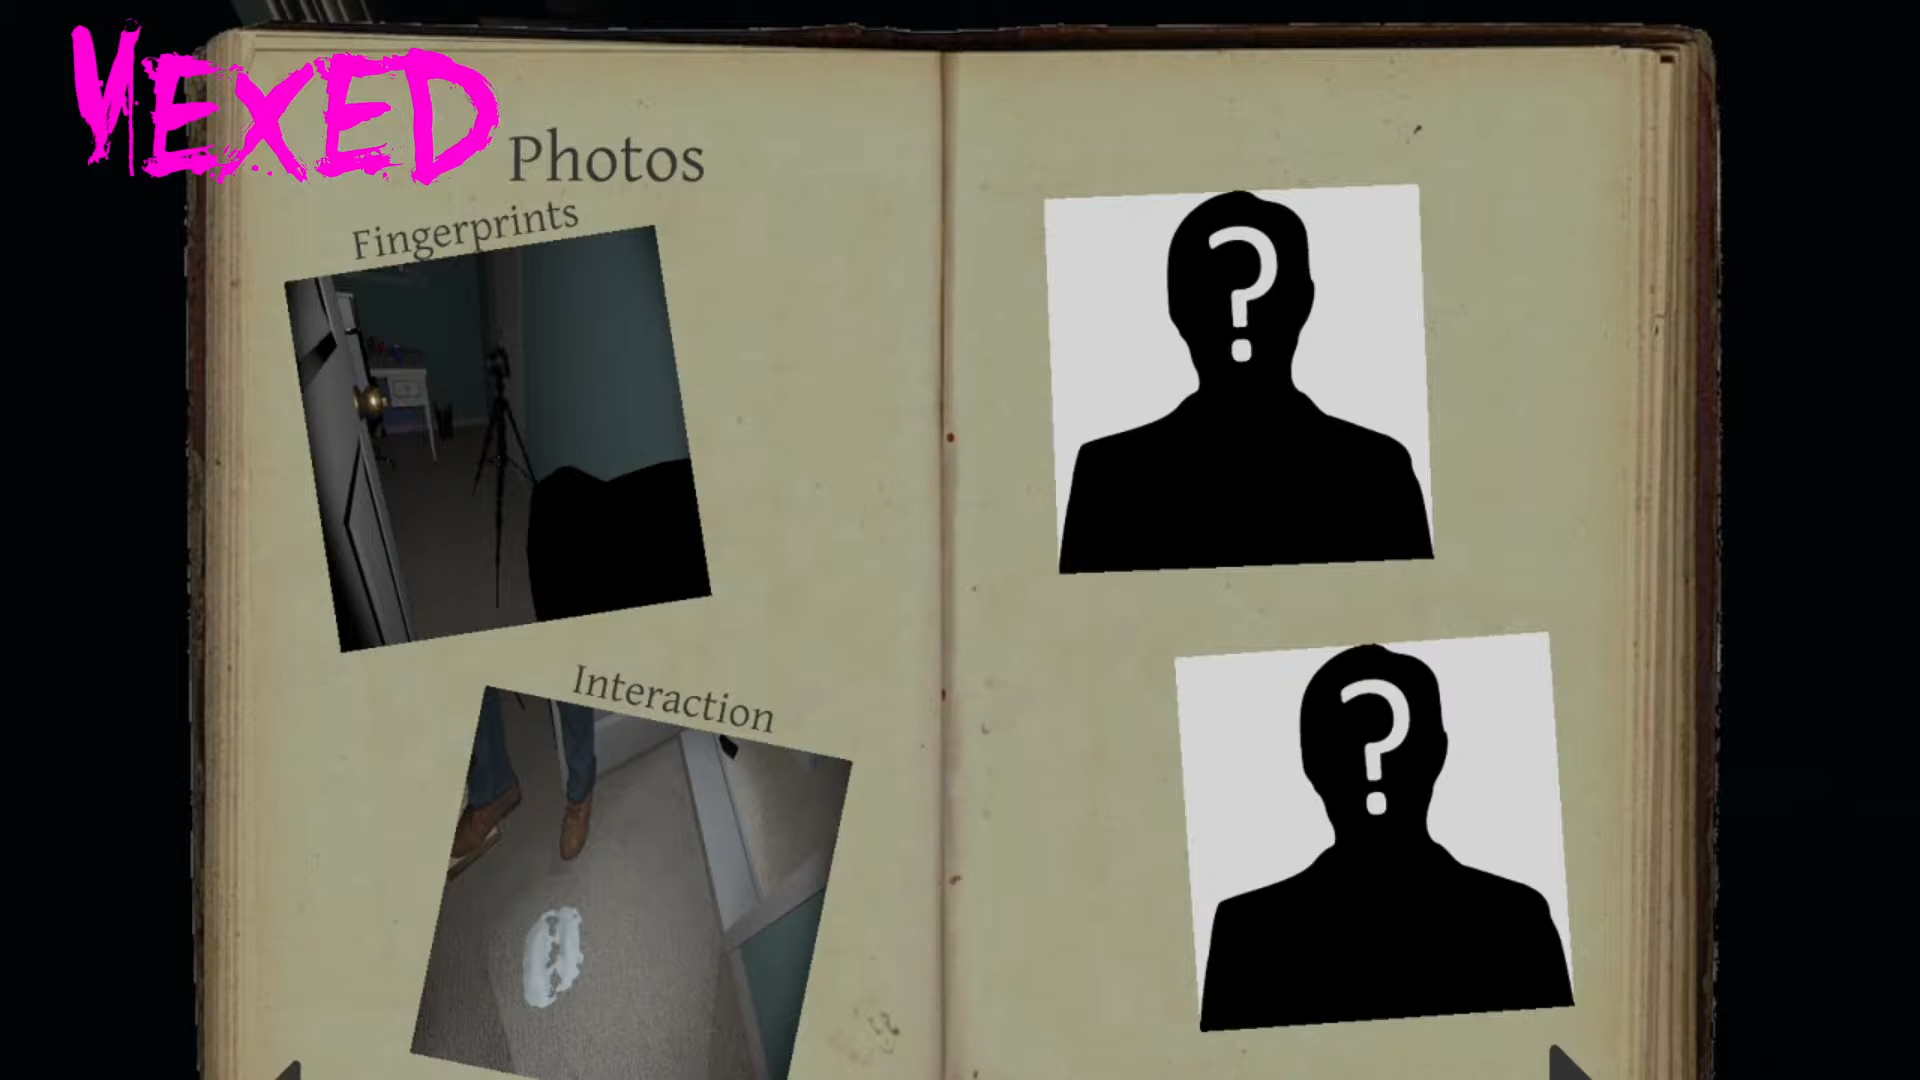 VEXED
Photos
Fingerprints
?
Interaction
?